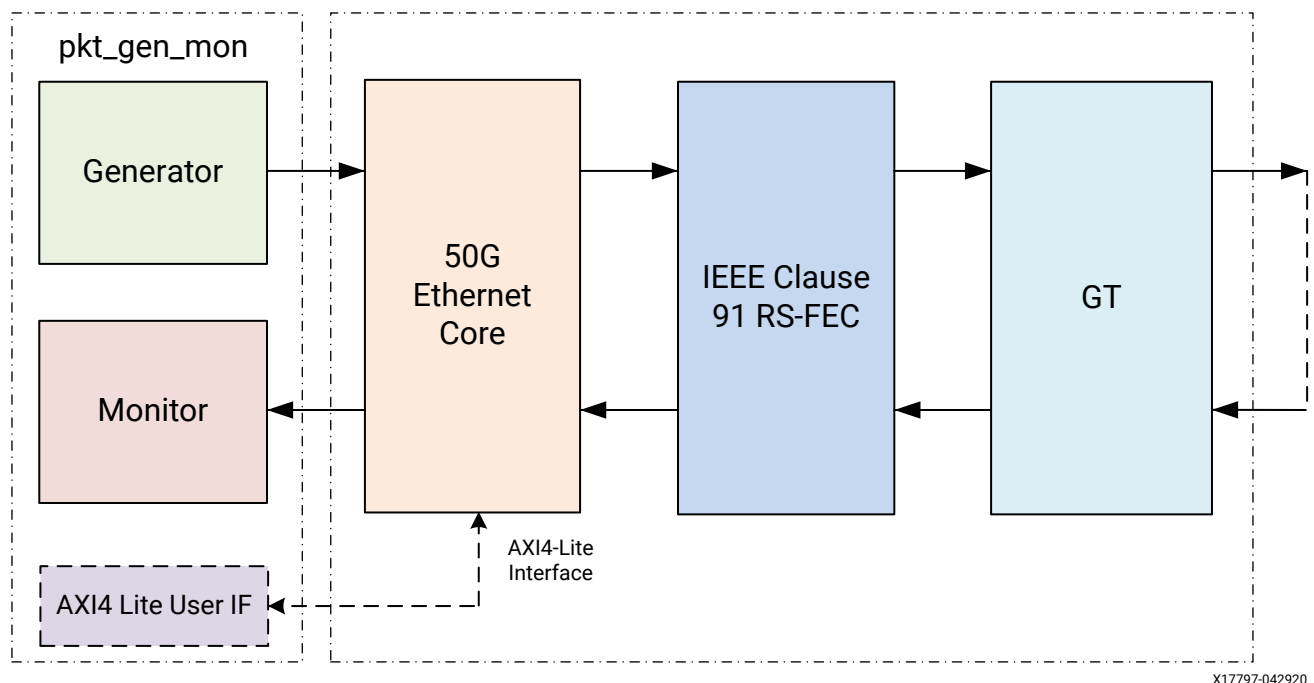 pkt_gen_mon
Generator
Monitor
AXI4 Lite User IF
50G
Ethernet
Core
AXI4-Lite
Interface
IEEE Clause
91 RS-FEC
GT
X17797-042920